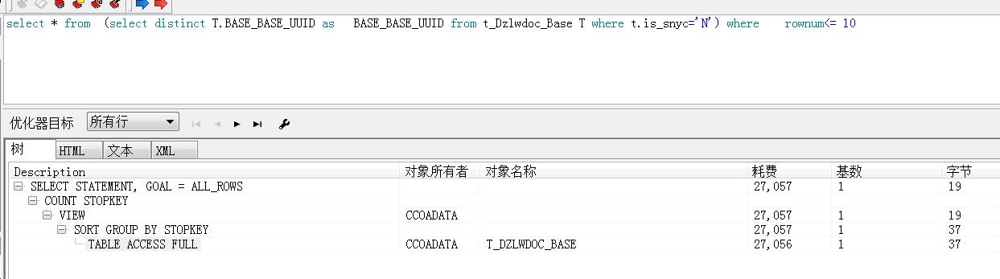 select * from  (select distinct T.BASE_BASE_UUID as   BASE_BASE_UUID from t_Dzlwdoc_Base T where t.is_snyc='N') where    rownum<= 10
优化器目标 所有行
树 HTML 文本 XML
Description 对象所有者 对象名称 耗费 基数 字节
SELECT STATEMENT, GOAL = ALL_ROWS 27,057 1 19
COUNT STOPKEY
VIEW CCOADATA 27,057 1 19
SORT GROUP BY STOPKEY 27,057 1 37
TABLE ACCESS FULL CCOADATA T_DZLWDOC_BASE 27,056 1 37